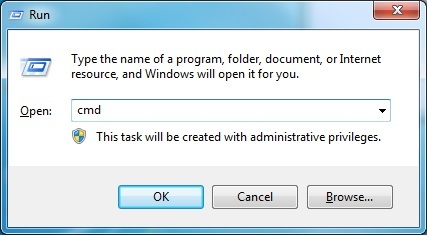 Run
Type the name of a program, folder, document, or Internet
resource, and Windows will open it for you.
Open: cmd
This task will be created with administrative privileges.
OK Cancel Browse...